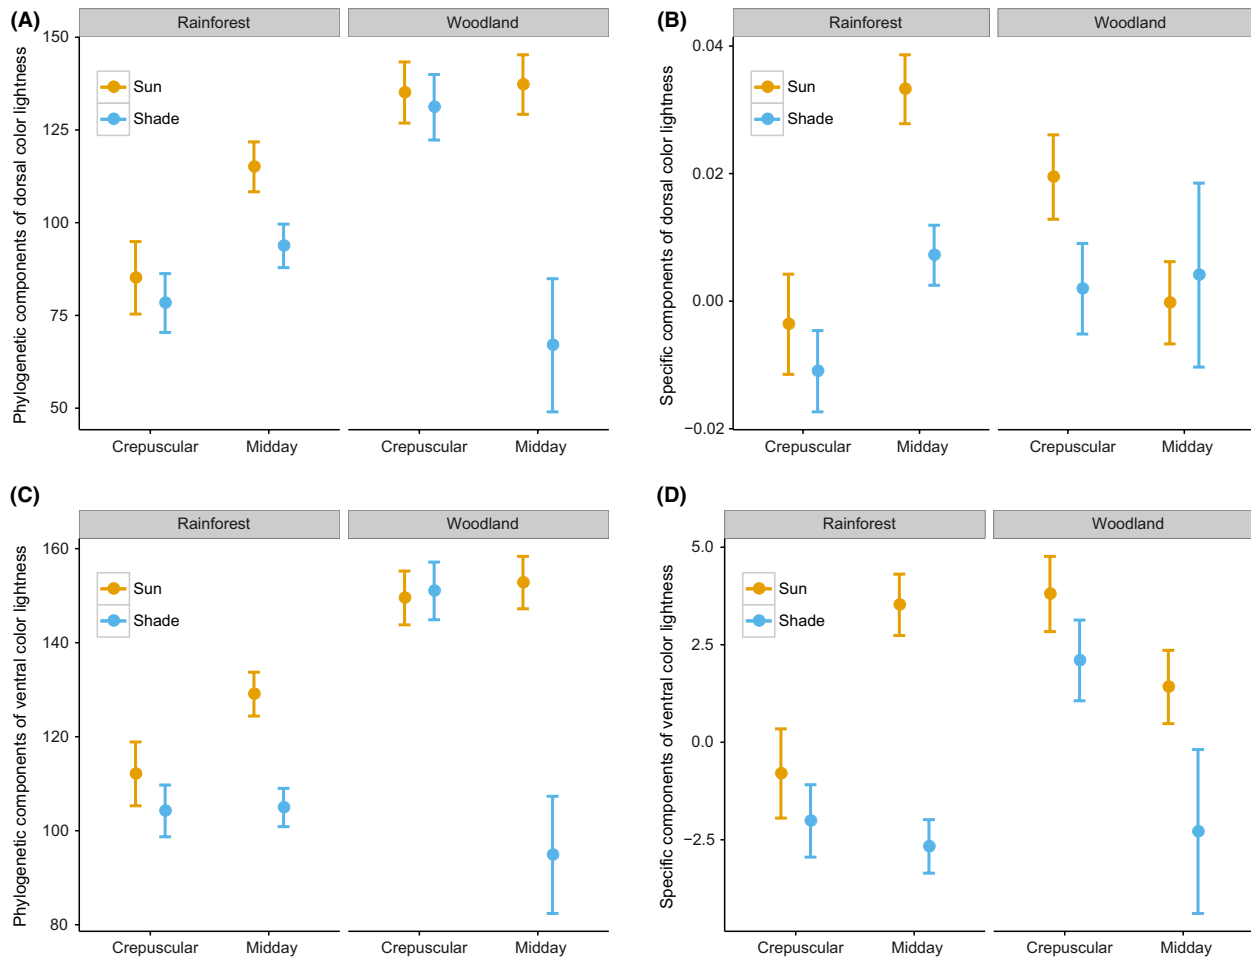 (A)
Rainforest
Woodland
Phylogenetic components of dorsal color lightness
150
125
100
75
50
Sun
Shade
Crepuscular
Midday
Crepuscular
Midday
(B)
Rainforest
Woodland
Specific components of dorsal color lightness
0.04
0.02
0.00
−0.02
Sun
Shade
Crepuscular
Midday
Crepuscular
Midday
(C)
Rainforest
Woodland
Phylogenetic components of ventral color lightness
160
140
120
100
80
Sun
Shade
Crepuscular
Midday
Crepuscular
Midday
(D)
Rainforest
Woodland
Specific components of ventral color lightness
5.0
2.5
0.0
−2.5
Sun
Shade
Crepuscular
Midday
Crepuscular
Midday